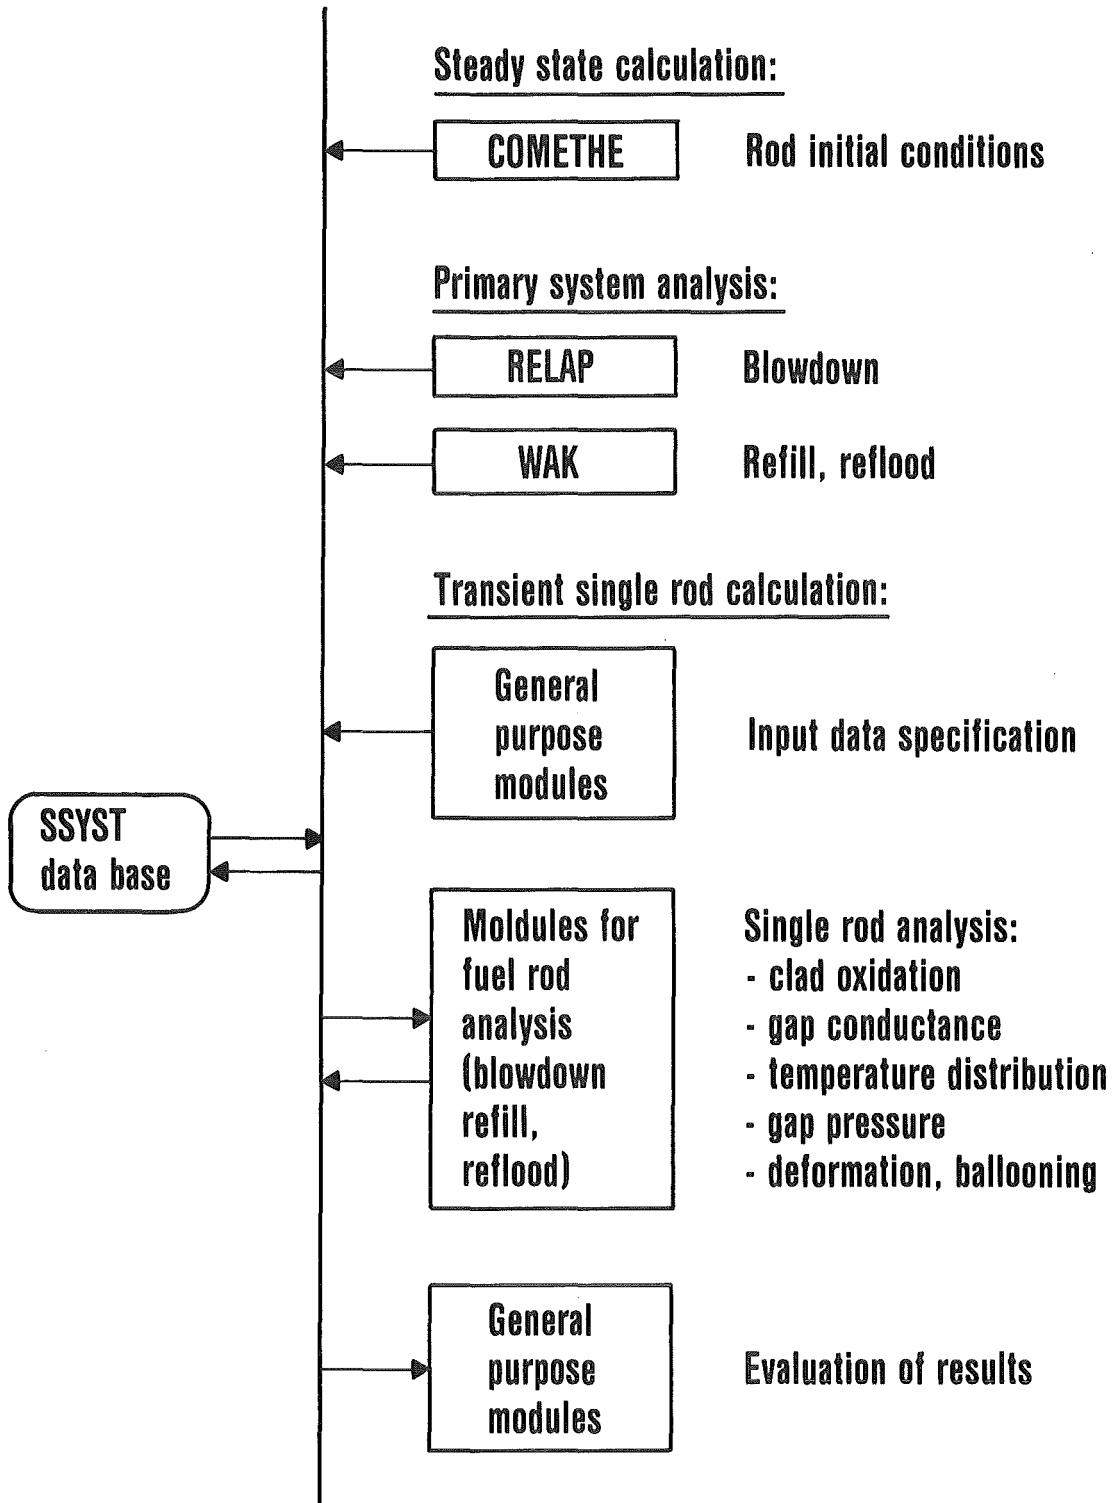 Steady state calculation:
COMETHE
Rod initial conditions
Primary system analysis:
RELAP
Blowdown
WAK
Refill, reflood
Transient single rod calculation:
General
purpose
modules
Input data specification
SSYST
data base
Moldules for
fuel rod
analysis
(blowdown
refill,
reflood)
Single rod analysis:
- clad oxidation
- gap conductance
- temperature distribution
- gap pressure
- deformation, ballooning
General
purpose
modules
Evaluation of results